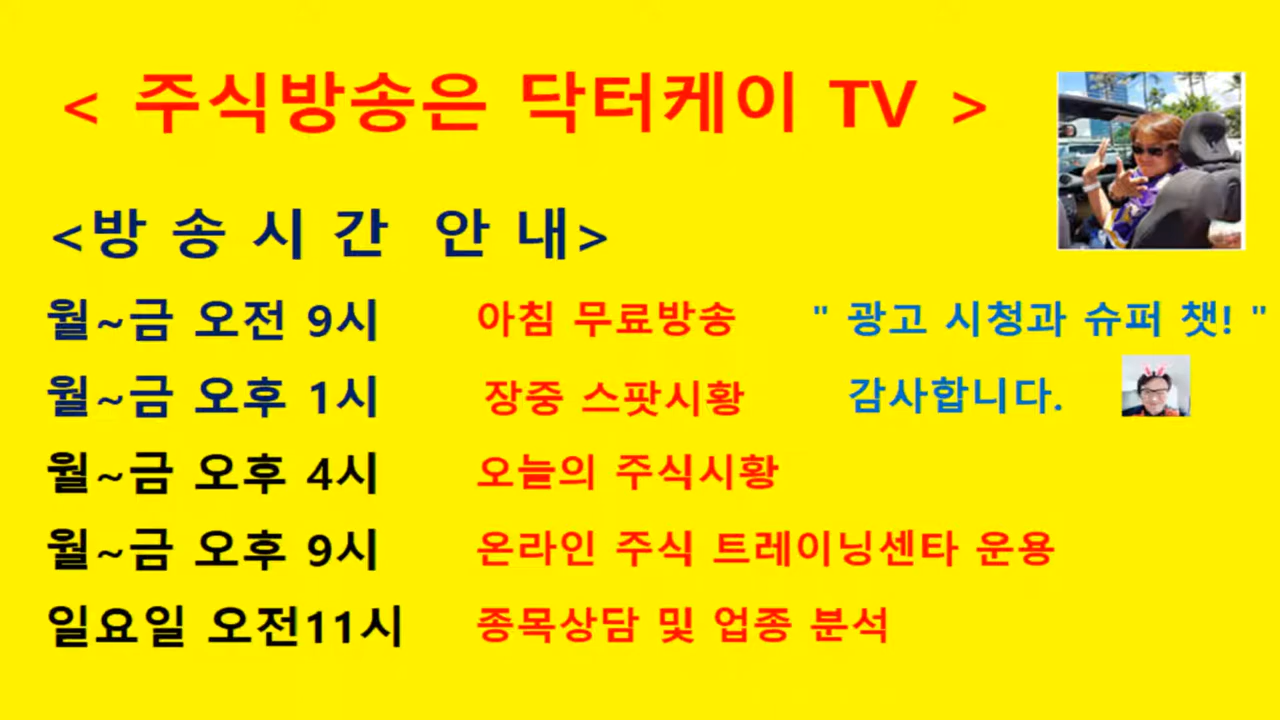 < 주식방송은 닥터케이 TV >
<방 송 시 간 안 내>
월~금 오전 9시 아침 무료방송 " 광고 시청과 슈퍼 챗! "
월~금 오후 1시 장중 스팟시황 감사합니다.
월~금 오후 4시 오늘의 주식시황
월~금 오후 9시 온라인 주식 트레이닝센타 운용
일요일 오전11시 종목상담 및 업종 분석